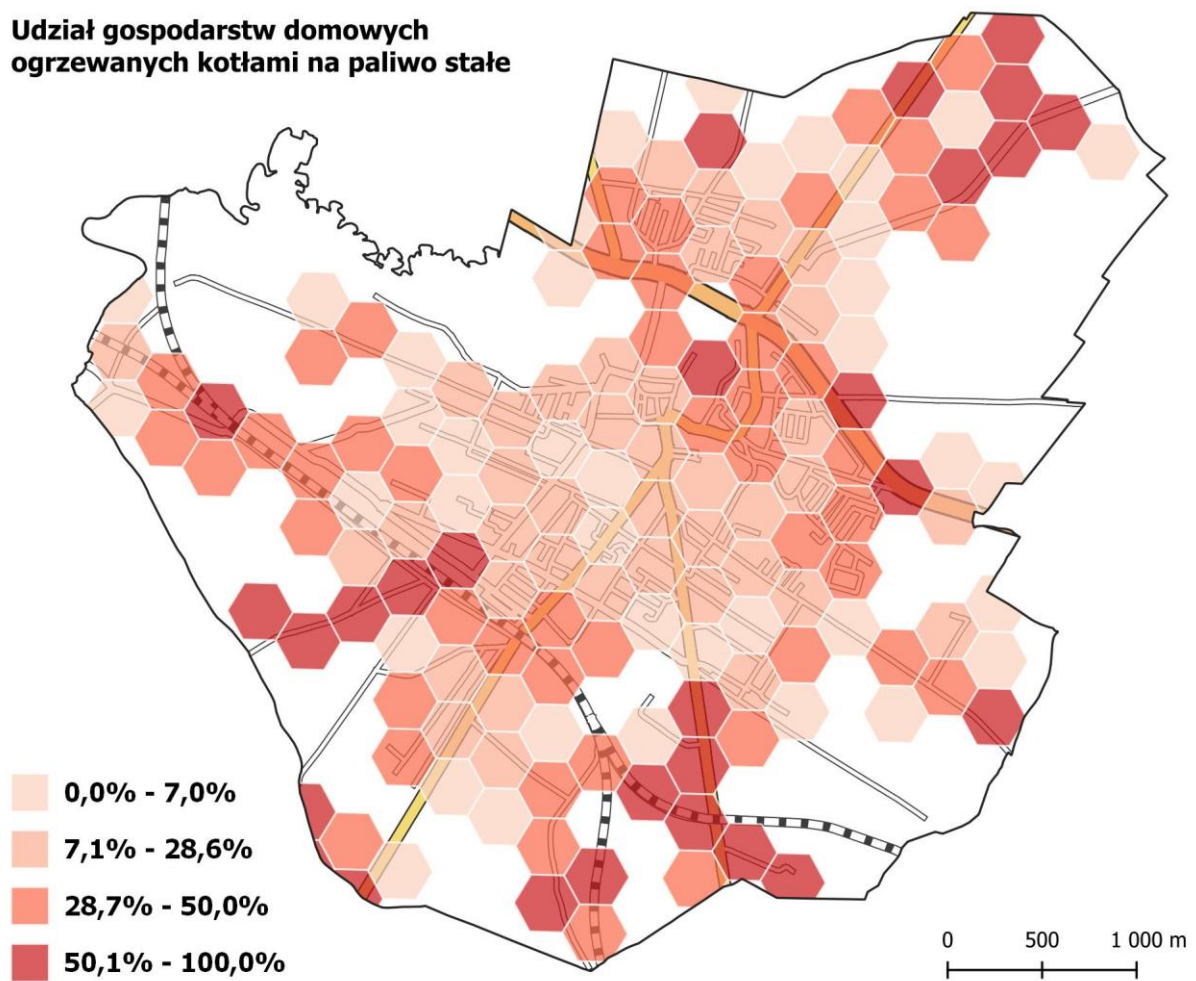 Udział gospodarstw domowych
ogrzewanych kotłami na paliwo stałe
0,0% - 7,0%
7,1% - 28,6%
28,7% - 50,0%
50,1% - 100,0%
0 500 1 000 m